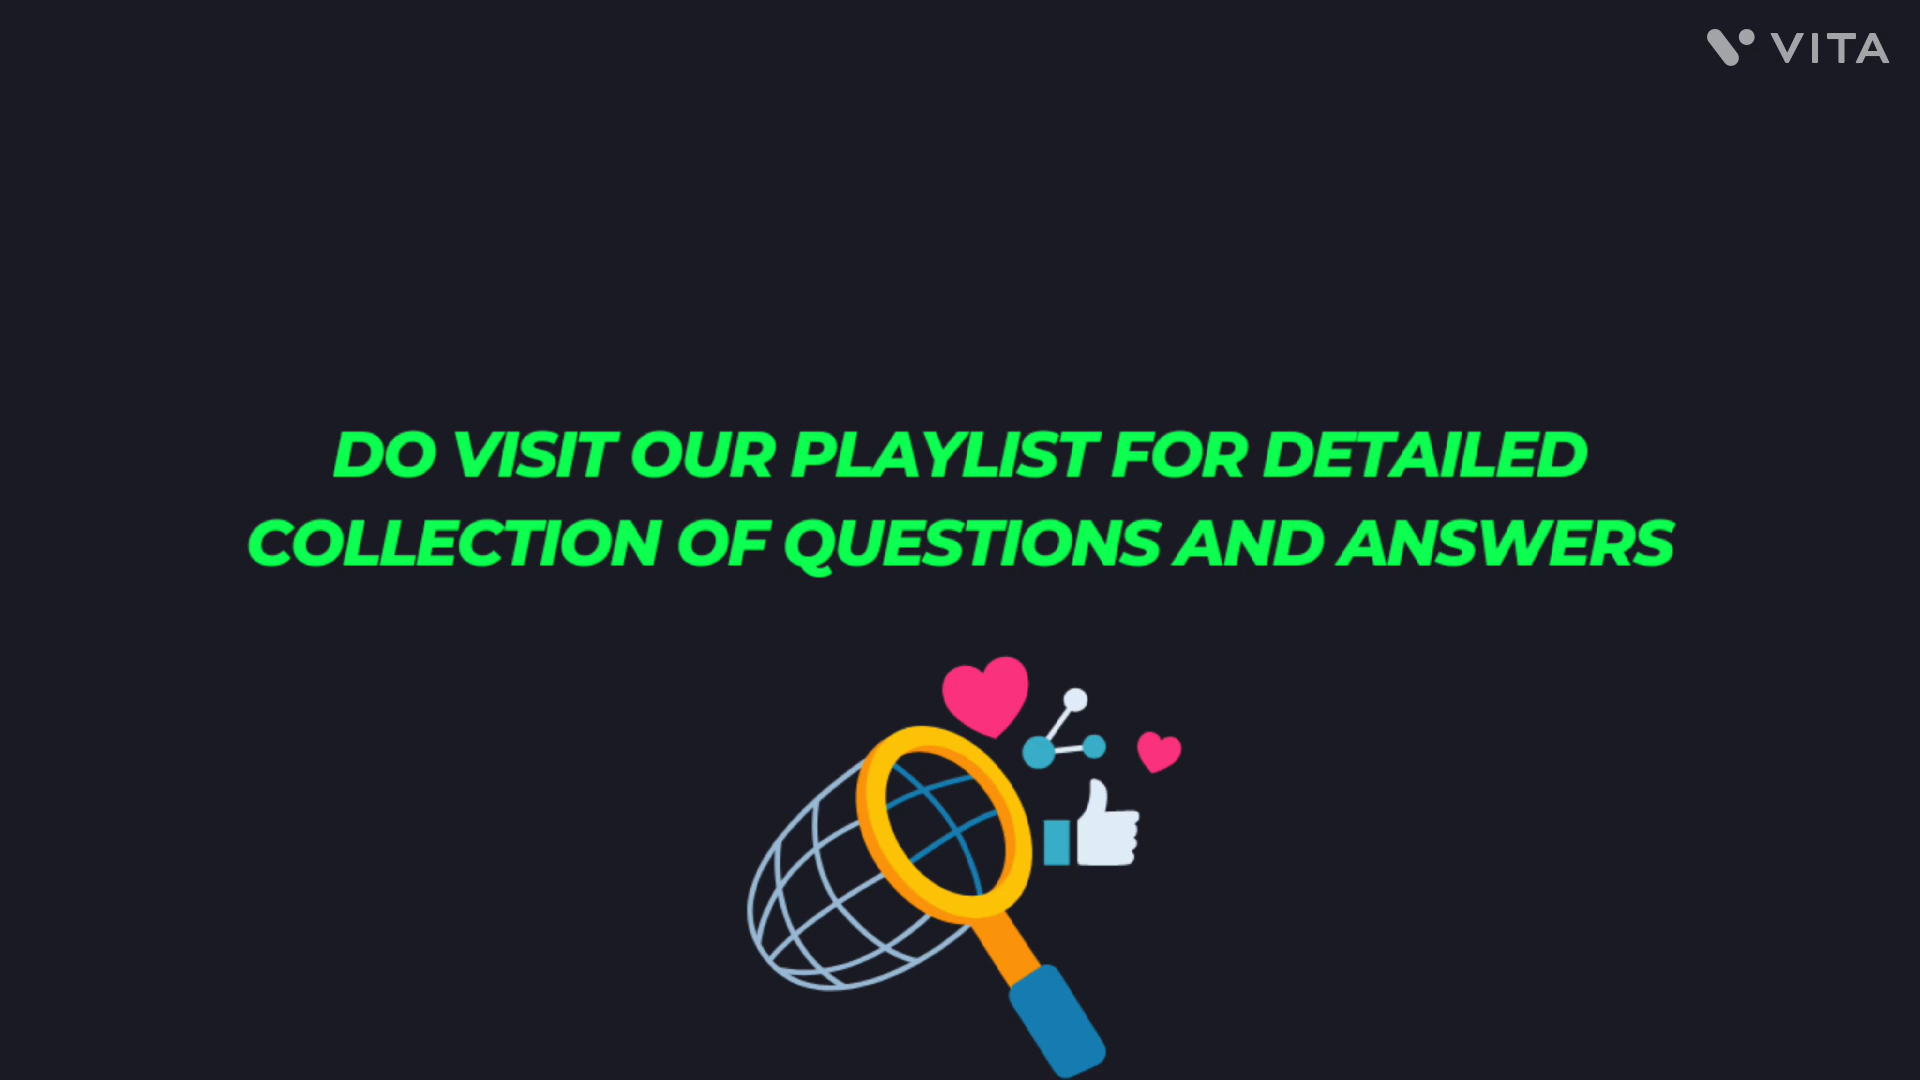 VITA
DO VISIT OUR PLAYLIST FOR DETAILED
COLLECTION OF QUESTIONS AND ANSWERS